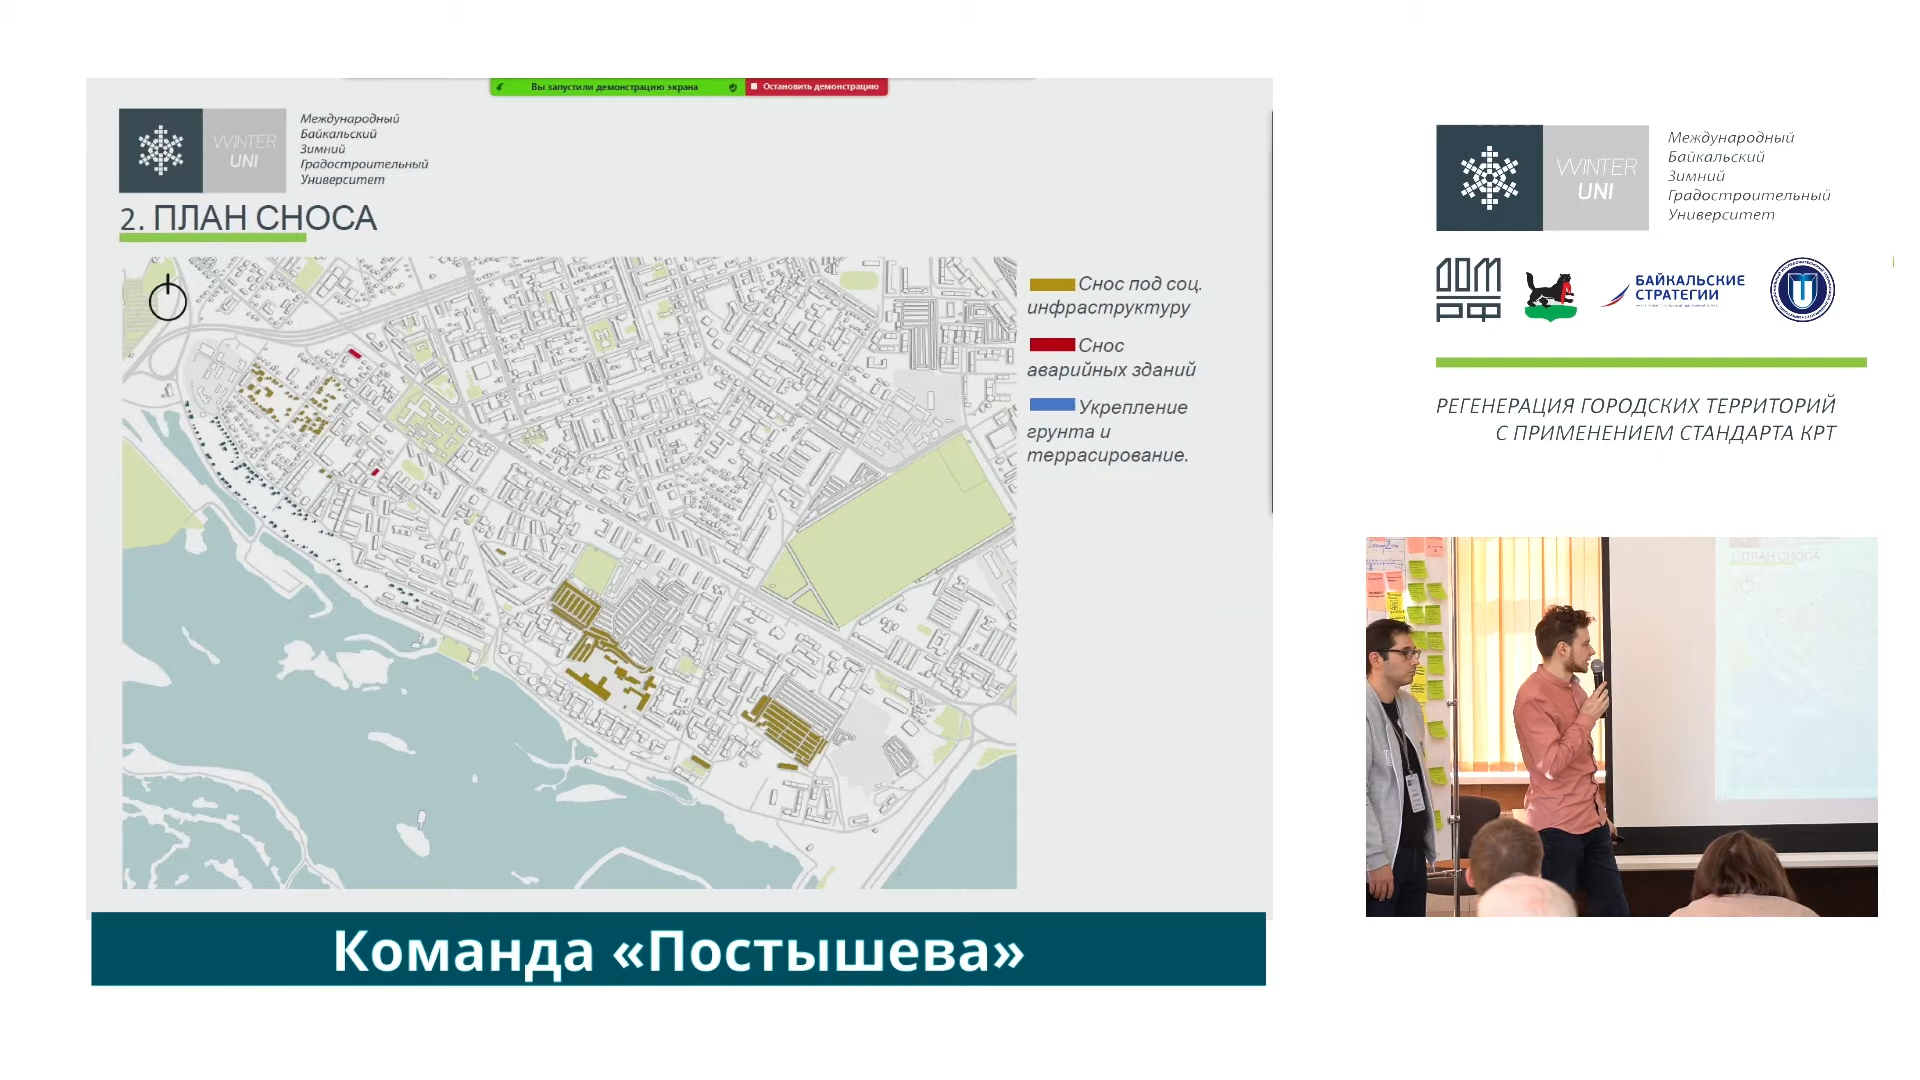 Вы запустили демонстрацию экрана
Остановить демонстрацию
WINTER
UNI
Международный
Байкальский
Зимний
Градостроительный
Университет
2. ПЛАН СНОСА
Снос под соц.
инфраструктуру
Снос
аварийных зданий
Укрепление
грунта и
террасирование.
Команда «Постышева»
WINTER
UNI
Международный
Байкальский
Зимний
Градостроительный
Университет
ДОМ
РФ
БАЙКАЛЬСКИЕ
СТРАТЕГИИ
РЕГЕНЕРАЦИЯ ГОРОДСКИХ ТЕРРИТОРИЙ
С ПРИМЕНЕНИЕМ СТАНДАРТА КРТ
ПЛАН СНОСА